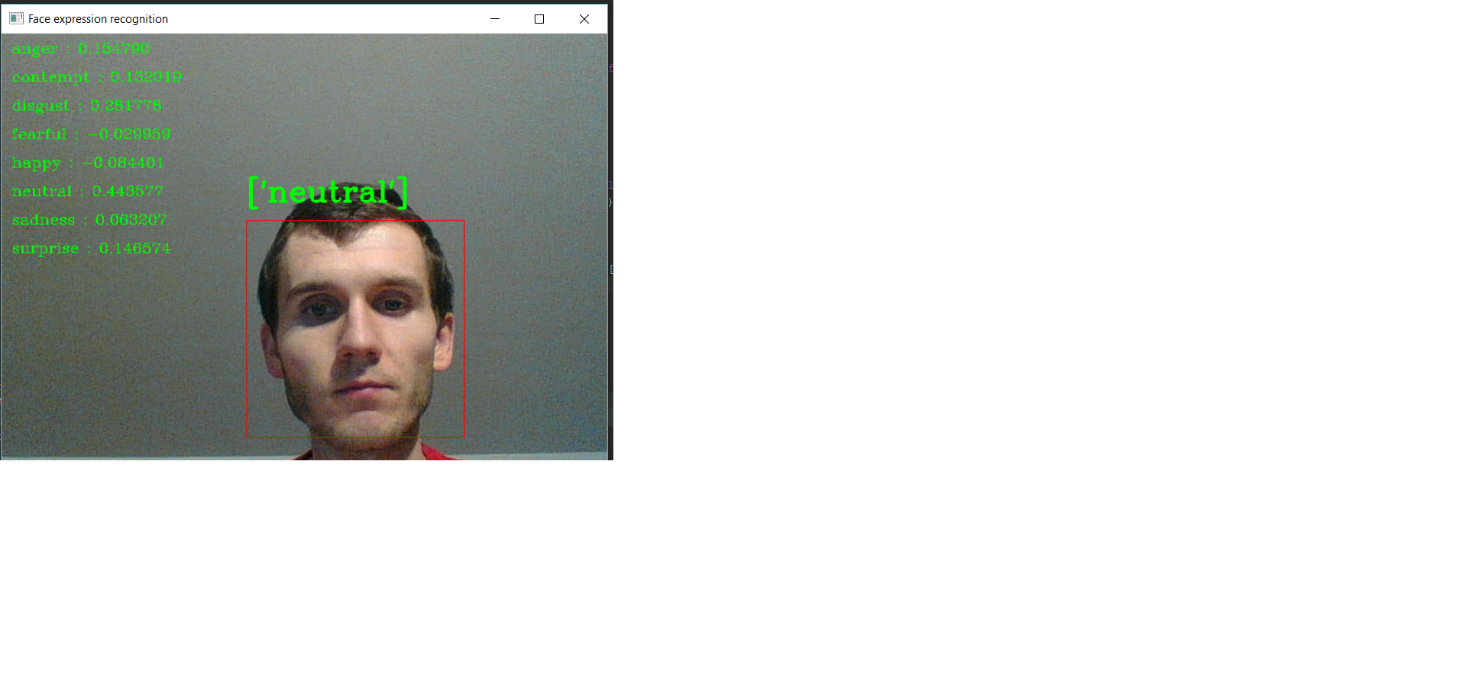 Face expression recognition
anger : 0.154790
contempt : 0.152019
disgust : 0.251778
fearful : -0.029959
happy : -0.084401
neutral : 0.443577
sadness : 0.063207
surprise : 0.146574
['neutral']